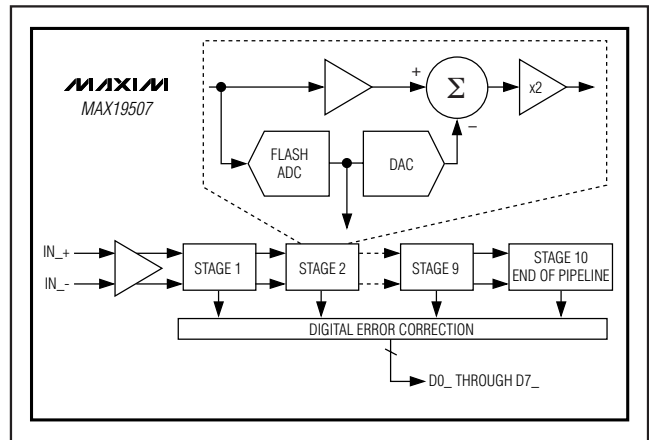 MAXIM
MAX19507
+
Σ
x2
−
FLASH
ADC
DAC
IN_+
IN_-
STAGE 1
STAGE 2
STAGE 9
STAGE 10
END OF PIPELINE
DIGITAL ERROR CORRECTION
D0_ THROUGH D7_